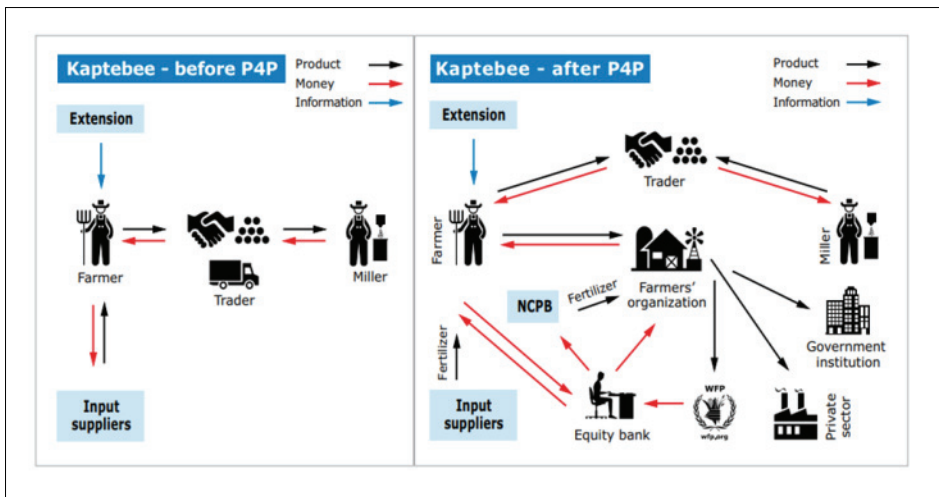 Kaptebee - before P4P
Product
Money
Information
Extension
Farmer
Trader
Miller
Input
suppliers
Kaptebee - after P4P
Product
Money
Information
Extension
Trader
Farmer
Miller
NCPB
Fertilizer
Farmers'
organization
Government
institution
Fertilizer
Input
suppliers
Equity bank
WFP
wfp.org
Private
sector